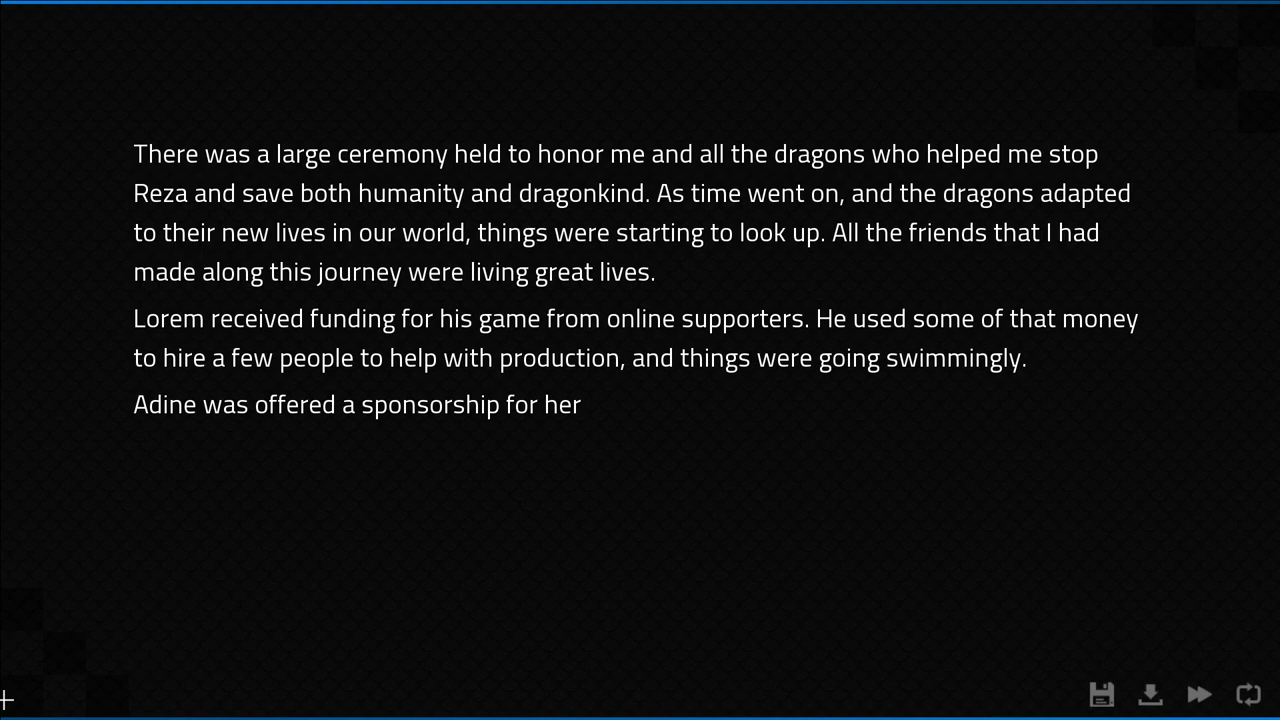 There was a large ceremony held to honor me and all the dragons who helped me stop
Reza and save both humanity and dragonkind. As time went on, and the dragons adapted
to their new lives in our world, things were starting to look up. All the friends that I had
made along this journey were living great lives.
Lorem received funding for his game from online supporters. He used some of that money
to hire a few people to help with production, and things were going swimmingly.
Adine was offered a sponsorship for her